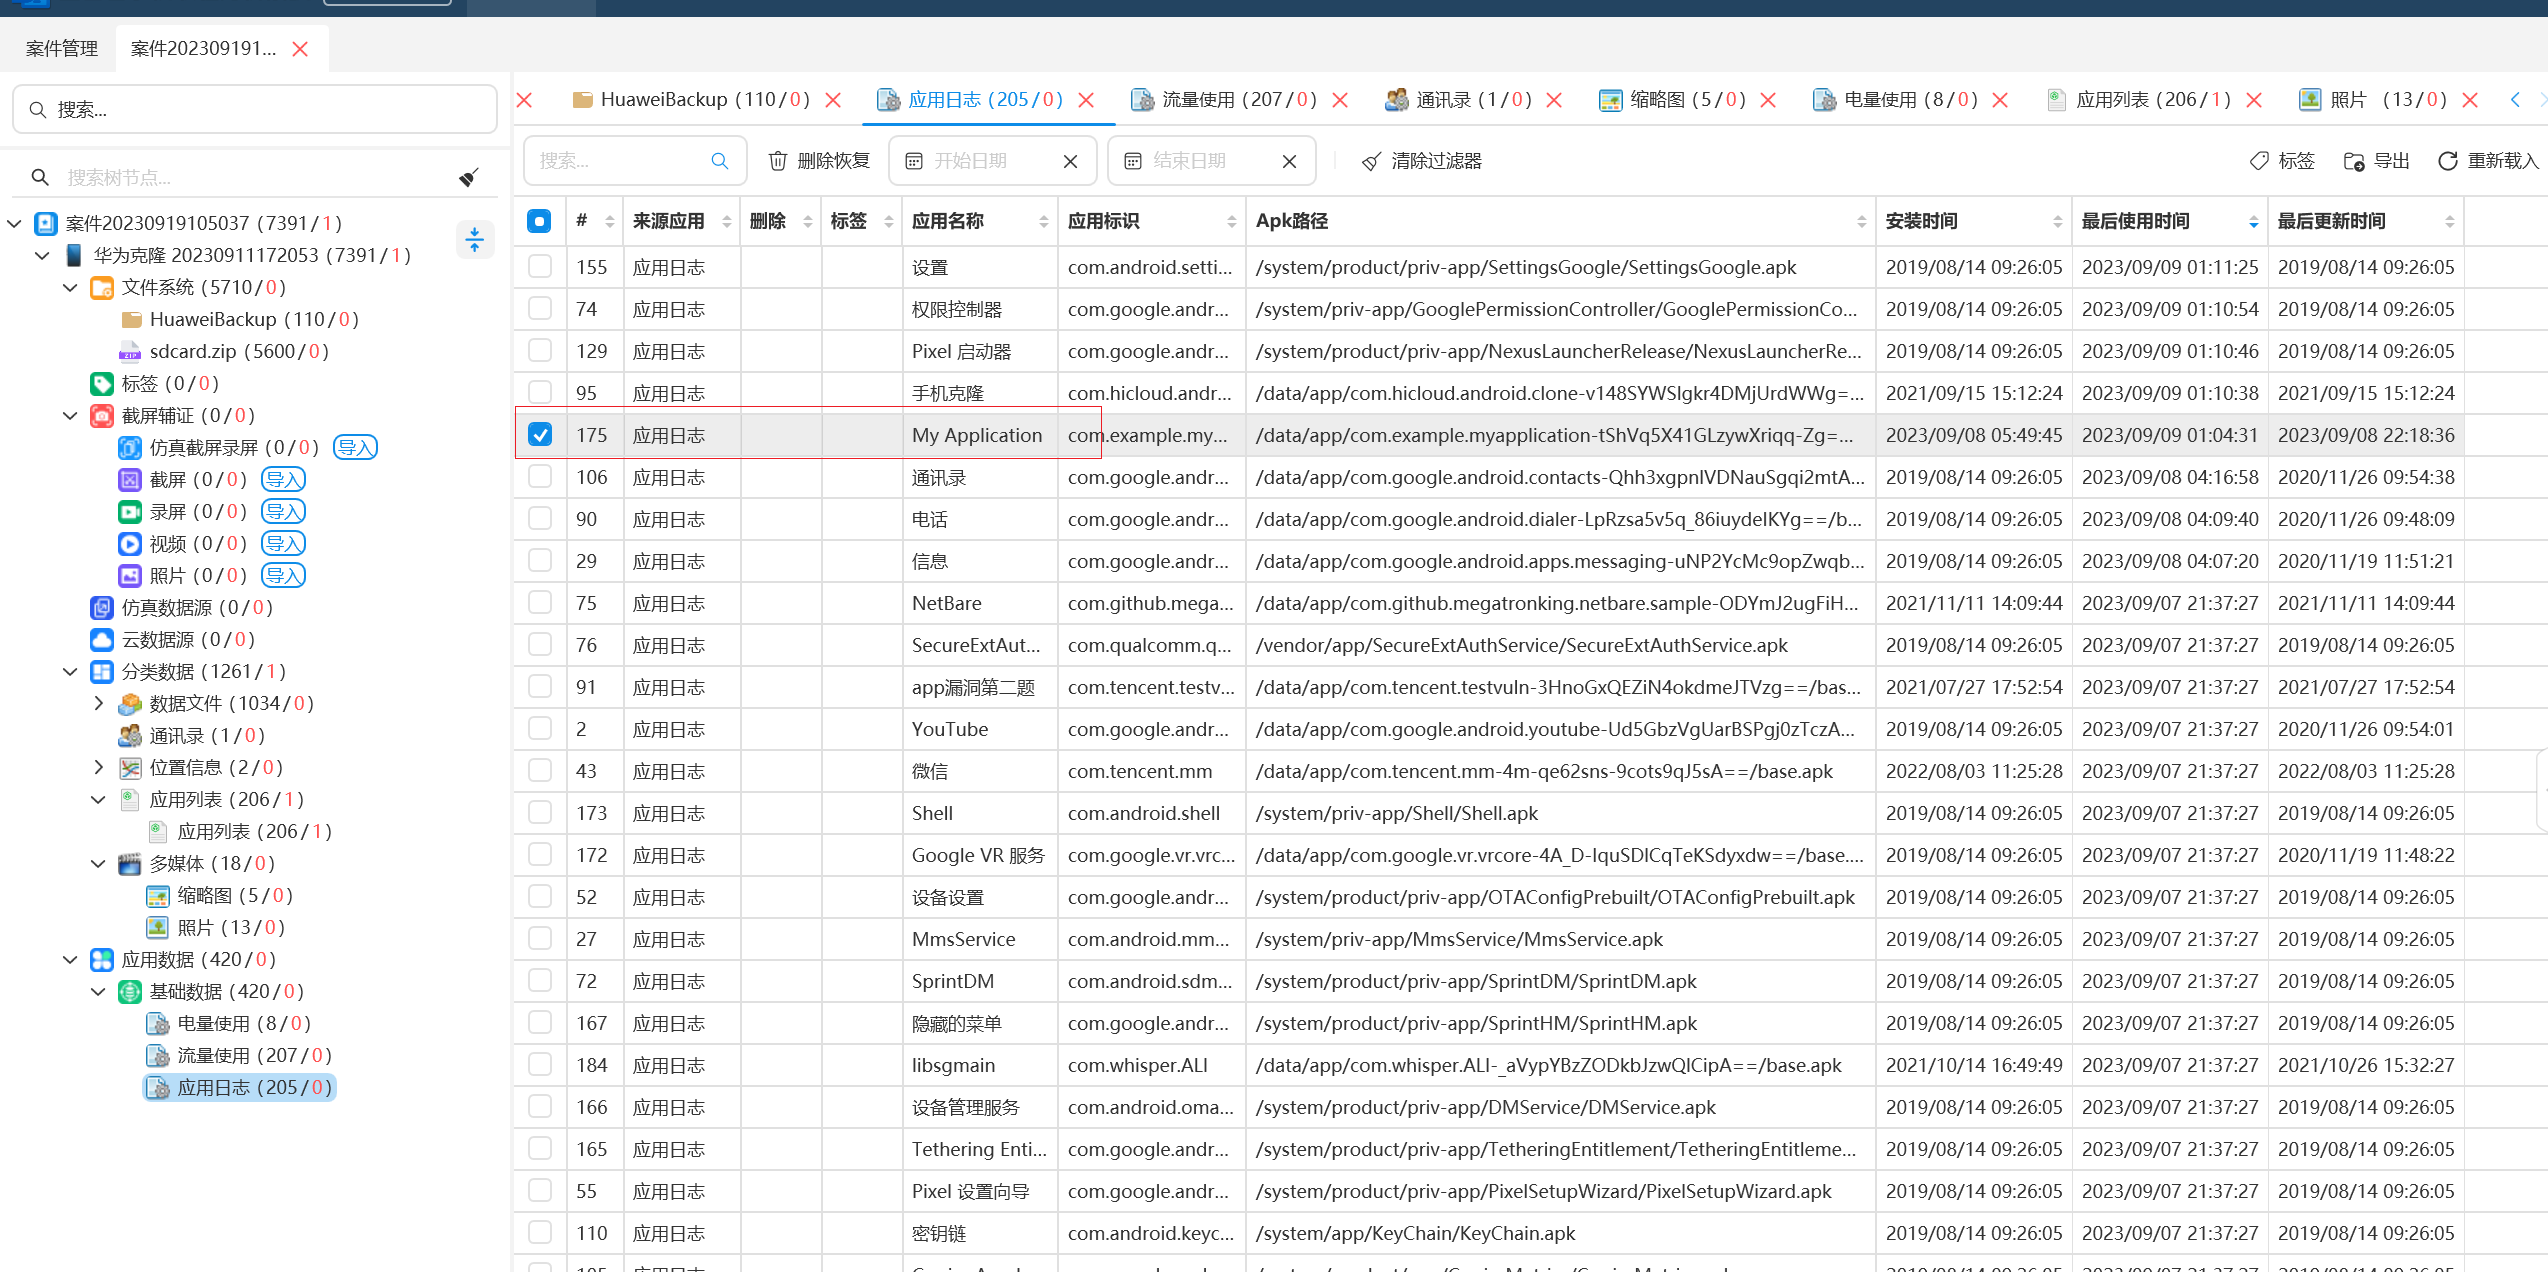 案件管理
案件202309191...
搜索...
搜索树节点...
案件20230919105037 (7391/1)
华为克隆 20230911172053 (7391/1)
文件系统 (5710/0)
HuaweiBackup (110/0)
sdcard.zip (5600/0)
标签 (0/0)
截屏辅证 (0/0)
仿真截屏录屏 (0/0) 导入
截屏 (0/0) 导入
录屏 (0/0) 导入
视频 (0/0) 导入
照片 (0/0) 导入
仿真数据源 (0/0)
云数据源 (0/0)
分类数据 (1261/1)
数据文件 (1034/0)
通讯录 (1/0)
位置信息 (2/0)
应用列表 (206/1)
应用列表 (206/1)
多媒体 (18/0)
缩略图 (5/0)
照片 (13/0)
应用数据 (420/0)
基础数据 (420/0)
电量使用 (8/0)
流量使用 (207/0)
应用日志 (205/0)
HuaweiBackup (110/0) 应用日志 (205/0) 流量使用 (207/0) 通讯录 (1/0) 缩略图 (5/0) 电量使用 (8/0) 应用列表 (206/1) 照片 (13/0)
搜索... 删除恢复 开始日期 结束日期 清除过滤器 标签 导出 重新载入
# 来源应用 删除 标签 应用名称 应用标识 Apk路径 安装时间 最后使用时间 最后更新时间
155 应用日志 设置 com.android.setti... /system/product/priv-app/SettingsGoogle/SettingsGoogle.apk 2019/08/14 09:26:05 2023/09/09 01:11:25 2019/08/14 09:26:05
74 应用日志 权限控制器 com.google.andr... /system/priv-app/GooglePermissionController/GooglePermissionCo... 2019/08/14 09:26:05 2023/09/09 01:10:54 2019/08/14 09:26:05
129 应用日志 Pixel 启动器 com.google.andr... /system/product/priv-app/NexusLauncherRelease/NexusLauncherRe... 2019/08/14 09:26:05 2023/09/09 01:10:46 2019/08/14 09:26:05
95 应用日志 手机克隆 com.hicloud.andr... /data/app/com.hicloud.android.clone-v148SYWSIgkr4DMjUrdWWg=... 2021/09/15 15:12:24 2023/09/09 01:10:38 2021/09/15 15:12:24
175 应用日志 My Application com.example.my... /data/app/com.example.myapplication-tShVq5X41GLzywXriqq-Zg=... 2023/09/08 05:49:45 2023/09/09 01:04:31 2023/09/08 22:18:36
106 应用日志 通讯录 com.google.andr... /data/app/com.google.android.contacts-Qhh3xgpnlVDNauSgqi2mtA... 2019/08/14 09:26:05 2023/09/08 04:16:58 2020/11/26 09:54:38
90 应用日志 电话 com.google.andr... /data/app/com.google.android.dialer-LpRzsa5v5q_86iuydeIKYg==/b... 2019/08/14 09:26:05 2023/09/08 04:09:40 2020/11/26 09:48:09
29 应用日志 信息 com.google.andr... /data/app/com.google.android.apps.messaging-uNP2YcMc9opZwqb... 2019/08/14 09:26:05 2023/09/08 04:07:20 2020/11/19 11:51:21
75 应用日志 NetBare com.github.mega... /data/app/com.github.megatronking.netbare.sample-ODYmJ2ugFiH... 2021/11/11 14:09:44 2023/09/07 21:37:27 2021/11/11 14:09:44
76 应用日志 SecureExtAut... com.qualcomm.q... /vendor/app/SecureExtAuthService/SecureExtAuthService.apk 2019/08/14 09:26:05 2023/09/07 21:37:27 2019/08/14 09:26:05
91 应用日志 app漏洞第二题 com.tencent.testv... /data/app/com.tencent.testvuln-3HnoGxQEZiN4okdmeJTVzg==/bas... 2021/07/27 17:52:54 2023/09/07 21:37:27 2021/07/27 17:52:54
2 应用日志 YouTube com.google.andr... /data/app/com.google.android.youtube-Ud5GbzVgUarBSPgj0zTczA... 2019/08/14 09:26:05 2023/09/07 21:37:27 2020/11/26 09:54:01
43 应用日志 微信 com.tencent.mm /data/app/com.tencent.mm-4m-qe62sns-9cots9qJ5sA==/base.apk 2022/08/03 11:25:28 2023/09/07 21:37:27 2022/08/03 11:25:28
173 应用日志 Shell com.android.shell /system/priv-app/Shell/Shell.apk 2019/08/14 09:26:05 2023/09/07 21:37:27 2019/08/14 09:26:05
172 应用日志 Google VR 服务 com.google.vr.vrc... /data/app/com.google.vr.vrcore-4A_D-IquSDlCqTeKSdyxdw==/base.... 2019/08/14 09:26:05 2023/09/07 21:37:27 2020/11/19 11:48:22
52 应用日志 设备设置 com.google.andr... /system/product/priv-app/OTAConfigPrebuilt/OTAConfigPrebuilt.apk 2019/08/14 09:26:05 2023/09/07 21:37:27 2019/08/14 09:26:05
27 应用日志 MmsService com.android.mm... /system/priv-app/MmsService/MmsService.apk 2019/08/14 09:26:05 2023/09/07 21:37:27 2019/08/14 09:26:05
72 应用日志 SprintDM com.android.sdm... /system/product/priv-app/SprintDM/SprintDM.apk 2019/08/14 09:26:05 2023/09/07 21:37:27 2019/08/14 09:26:05
167 应用日志 隐藏的菜单 com.google.andr... /system/product/priv-app/SprintHM/SprintHM.apk 2019/08/14 09:26:05 2023/09/07 21:37:27 2019/08/14 09:26:05
184 应用日志 libsgmain com.whisper.ALI /data/app/com.whisper.ALI-_aVypYBzZODkbJzwQlCipA==/base.apk 2021/10/14 16:49:49 2023/09/07 21:37:27 2021/10/26 15:32:27
166 应用日志 设备管理服务 com.android.oma... /system/product/priv-app/DMService/DMService.apk 2019/08/14 09:26:05 2023/09/07 21:37:27 2019/08/14 09:26:05
165 应用日志 Tethering Enti... com.google.andr... /system/product/priv-app/TetheringEntitlement/TetheringEntitleme... 2019/08/14 09:26:05 2023/09/07 21:37:27 2019/08/14 09:26:05
55 应用日志 Pixel 设置向导 com.google.andr... /system/product/priv-app/PixelSetupWizard/PixelSetupWizard.apk 2019/08/14 09:26:05 2023/09/07 21:37:27 2019/08/14 09:26:05
110 应用日志 密钥链 com.android.keyc... /system/app/KeyChain/KeyChain.apk 2019/08/14 09:26:05 2023/09/07 21:37:27 2019/08/14 09:26:05